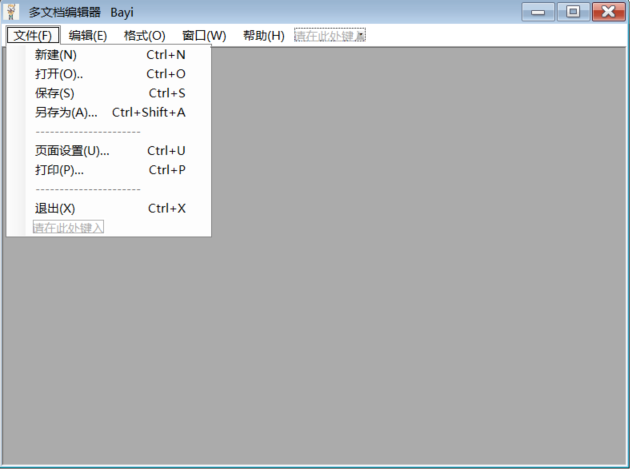 多文档编辑器 Bayi
文件(F) 编辑(E) 格式(O) 窗口(W) 帮助(H) 请在此处键入
新建(N) Ctrl+N
打开(O).. Ctrl+O
保存(S) Ctrl+S
另存为(A)... Ctrl+Shift+A
----------------------
页面设置(U)... Ctrl+U
打印(P)... Ctrl+P
----------------------
退出(X) Ctrl+X
请在此处键入